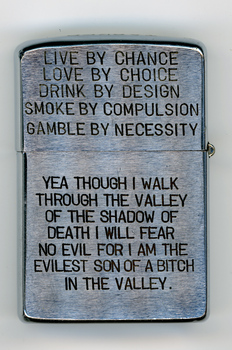 LIVE BY CHANCE
LOVE BY CHOICE
DRINK BY DESIGN
SMOKE BY COMPULSION
GAMBLE BY NECESSITY
YEA THOUGH I WALK
THROUGH THE VALLEY
OF THE SHADOW OF
DEATH I WILL FEAR
NO EVIL FOR I AM THE
EVILEST SON OF A BITCH
IN THE VALLEY.